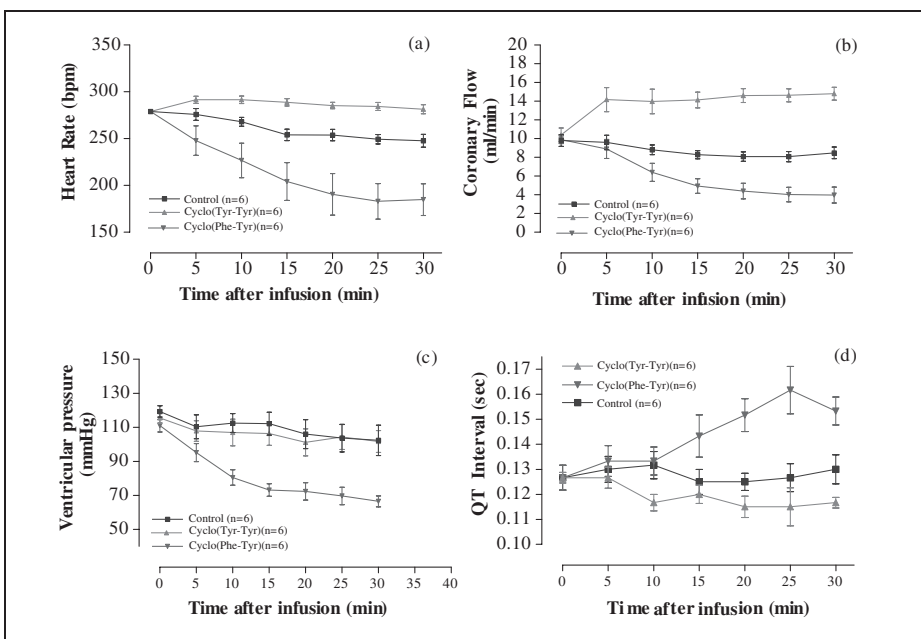 (a)
Heart Rate (bpm)
350
300
250
200
150
Control (n=6)
Cyclo(Tyr-Tyr)(n=6)
Cyclo(Phe-Tyr)(n=6)
0 5 10 15 20 25 30
Time after infusion (min)
(b)
Coronary Flow
(ml/min)
20
18
16
14
12
10
8
6
4
2
0
Control (n=6)
Cyclo(Tyr-Tyr)(n=6)
Cyclo(Phe-Tyr)(n=6)
0 5 10 15 20 25 30
Time after infusion (min)
(c)
Ventricular pressure
(mmHg)
150
130
110
90
70
50
Control (n=6)
Cyclo(Tyr-Tyr)(n=6)
Cyclo(Phe-Tyr)(n=6)
0 5 10 15 20 25 30 35 40
Time after infusion (min)
(d)
QT Interval (sec)
0.17
0.16
0.15
0.14
0.13
0.12
0.11
0.10
Cyclo(Tyr-Tyr)(n=6)
Cyclo(Phe-Tyr)(n=6)
Control (n=6)
0 5 10 15 20 25 30
Time after infusion (min)